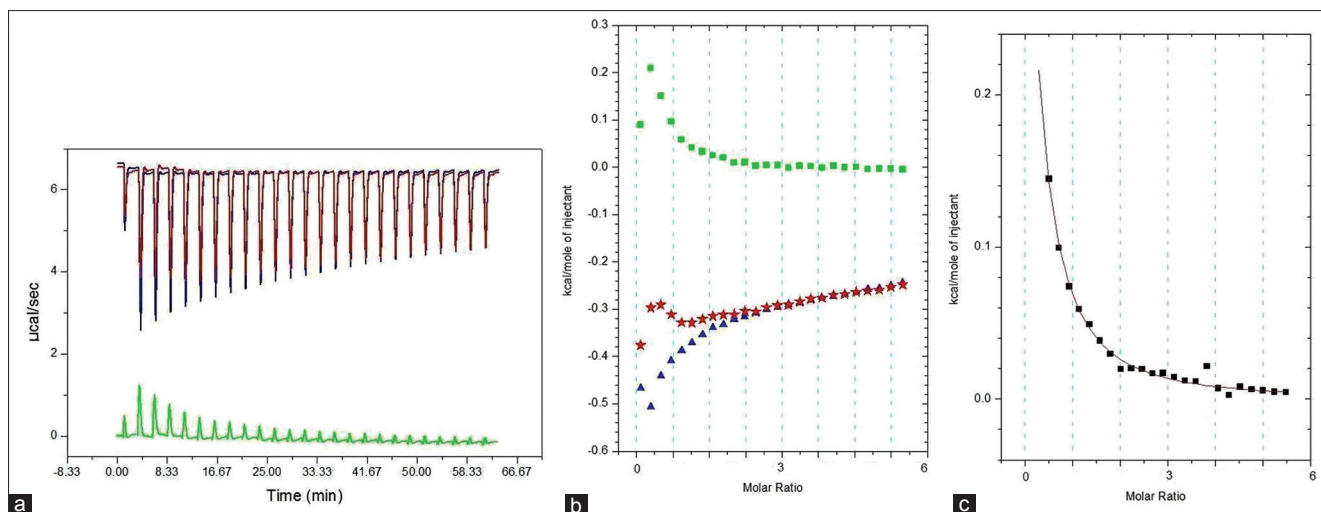 μcal/sec
6
4
2
0
-8.33 0.00 8.33 16.67 25.00 33.33 41.67 50.00 58.33 66.67
Time (min)
a
kcal/mole of injectant
0.3
0.2
0.1
0.0
-0.1
-0.2
-0.3
-0.4
-0.5
-0.6
0 3 6
Molar Ratio
b
kcal/mole of injectant
0.2
0.1
0.0
0 3 6
Molar Ratio
c